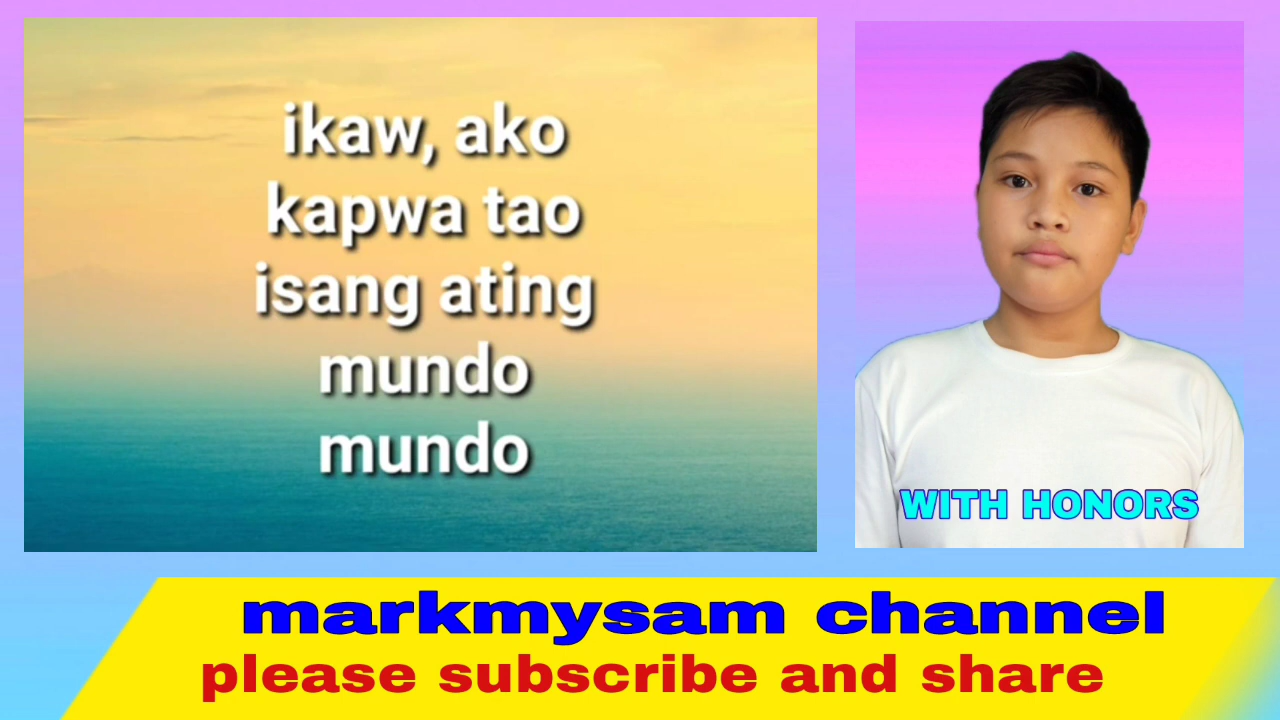 ikaw, ako
kapwa tao
isang ating
mundo
mundo
WITH HONORS
markmysam channel
please subscribe and share